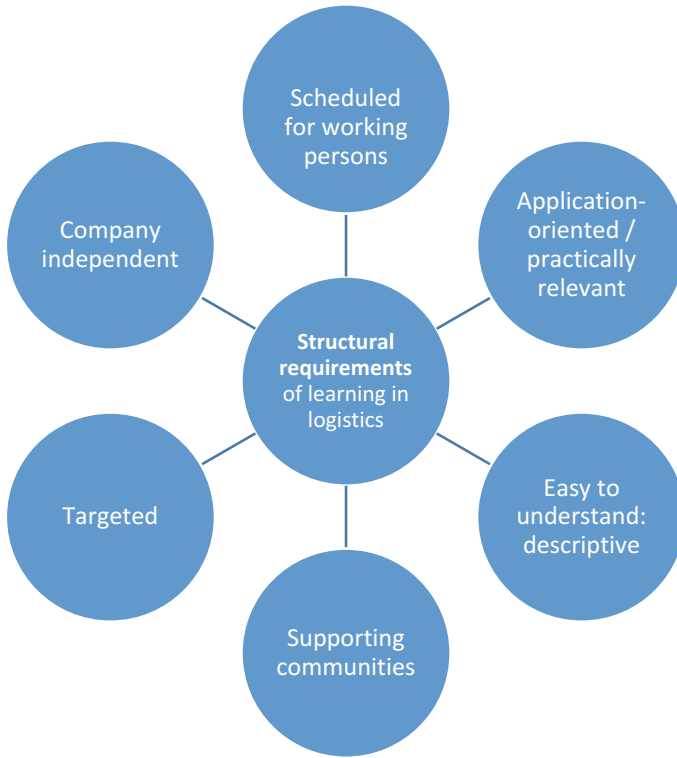 Scheduled
for working
persons
Application-
oriented /
practically
relevant
Company
independent
Structural
requirements
of learning in
logistics
Targeted
Easy to
understand:
descriptive
Supporting
communities